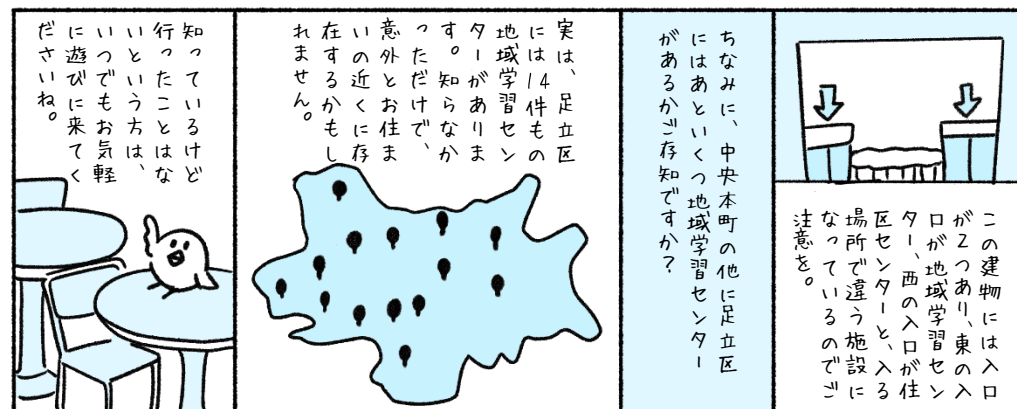 この建物には入口
が2つあり、東の入
口が地域学習セン
ター、西の入口が住
区センターと、入る
場所で違う施設に
なっているのでご
注意を。
ちなみに、中央本町の他に足立区
にはあといくつ地域学習センター
があるかご存知ですか？
実は、足立区
には14件もの
地域学習セン
ターがありま
す。知らなか
っただけで、
意外とお住ま
いの近くに存
在するかもし
れません。
知っているけど
行ったことはな
いという方は、
いつでもお気軽
に遊びに来てく
ださいね。